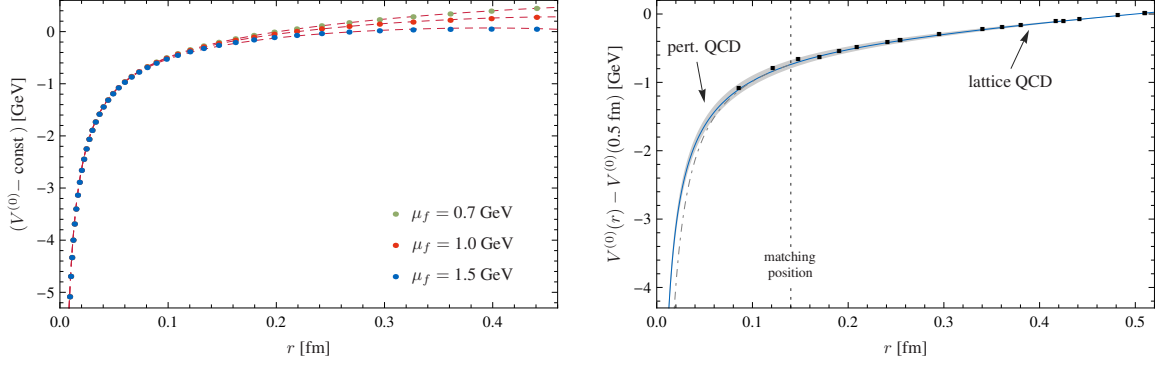 0
−1
−2
−3
−4
−5
0.0
0.1
0.2
0.3
0.4
r [fm]
(V⁽⁰⁾ − const) [GeV]
μ_f = 0.7 GeV
μ_f = 1.0 GeV
μ_f = 1.5 GeV
0
−1
−2
−3
−4
0.0
0.1
0.2
0.3
0.4
0.5
r [fm]
V⁽⁰⁾(r) − V⁽⁰⁾(0.5 fm) [GeV]
pert. QCD
lattice QCD
matching
position